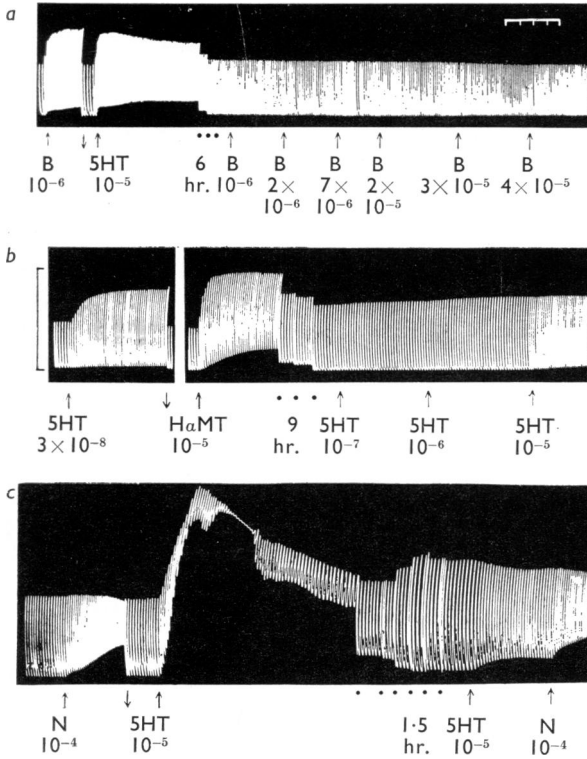 a
B 5HT 6 B B B B B B
10⁻⁶ 10⁻⁵ hr. 10⁻⁶ 2× 7× 2× 3×10⁻⁵ 4×10⁻⁵
10⁻⁶ 10⁻⁶ 10⁻⁵
b
5HT HαMT 9 5HT 5HT 5HT
3×10⁻⁸ 10⁻⁵ hr. 10⁻⁷ 10⁻⁶ 10⁻⁵
c
N 5HT 1·5 5HT N
10⁻⁴ 10⁻⁵ hr. 10⁻⁵ 10⁻⁴